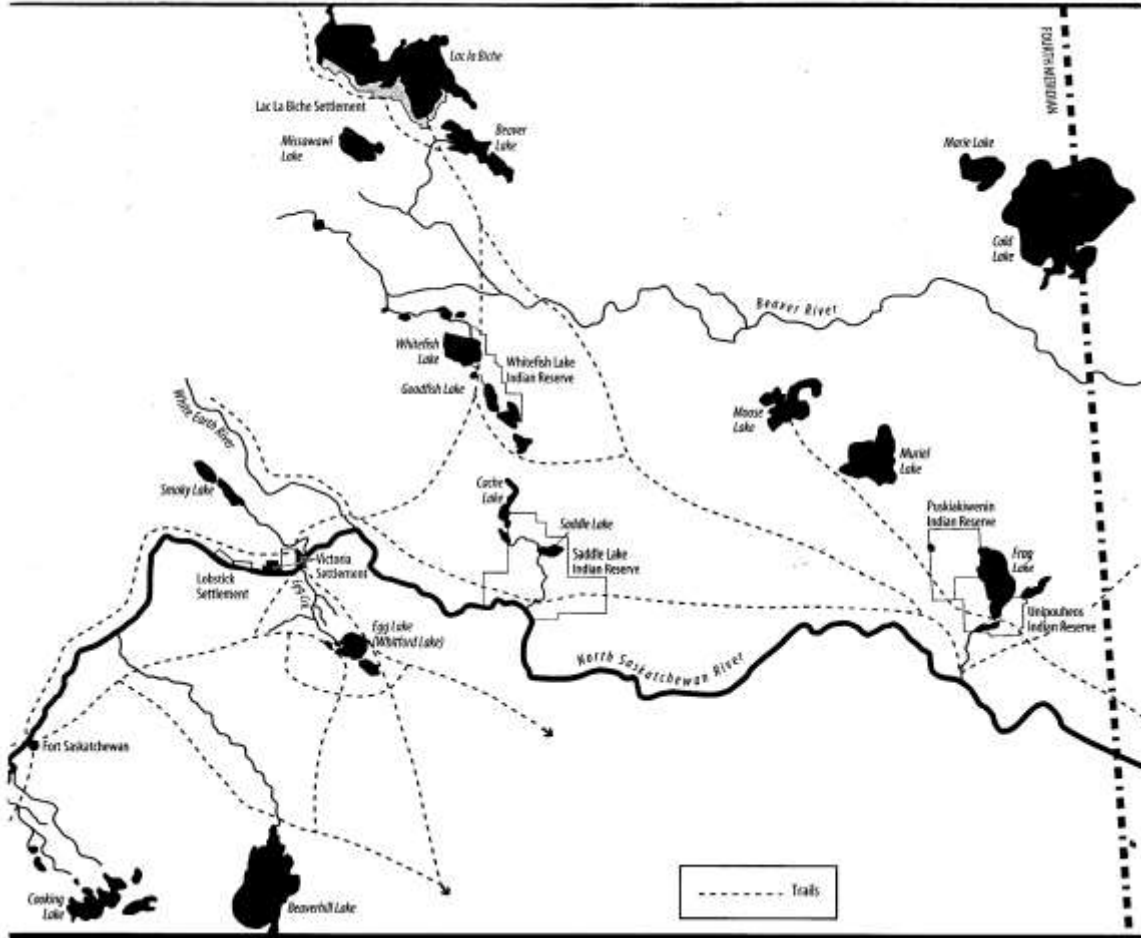 Lac la Biche
FOURTH MERIDIAN
Lac La Biche Settlement
Beaver
Lake
Missawawi
Lake
Marie Lake
Cold
Lake
Beaver River
Whitefish
Lake
Whitefish Lake
Indian Reserve
Goodfish Lake
White Earth River
Moose
Lake
Muriel
Lake
Smoky Lake
Cache
Lake
Saddle Lake
Puskiakiwenin
Indian Reserve
Frog
Lake
Victoria
Settlement
Saddle Lake
Indian Reserve
Lobstick
Settlement
Egg Crk.
Unipouheos
Indian Reserve
Egg Lake
(Whitford Lake)
North Saskatchewan River
Fort Saskatchewan
Trails
Cooking
Lake
Beaverhill Lake